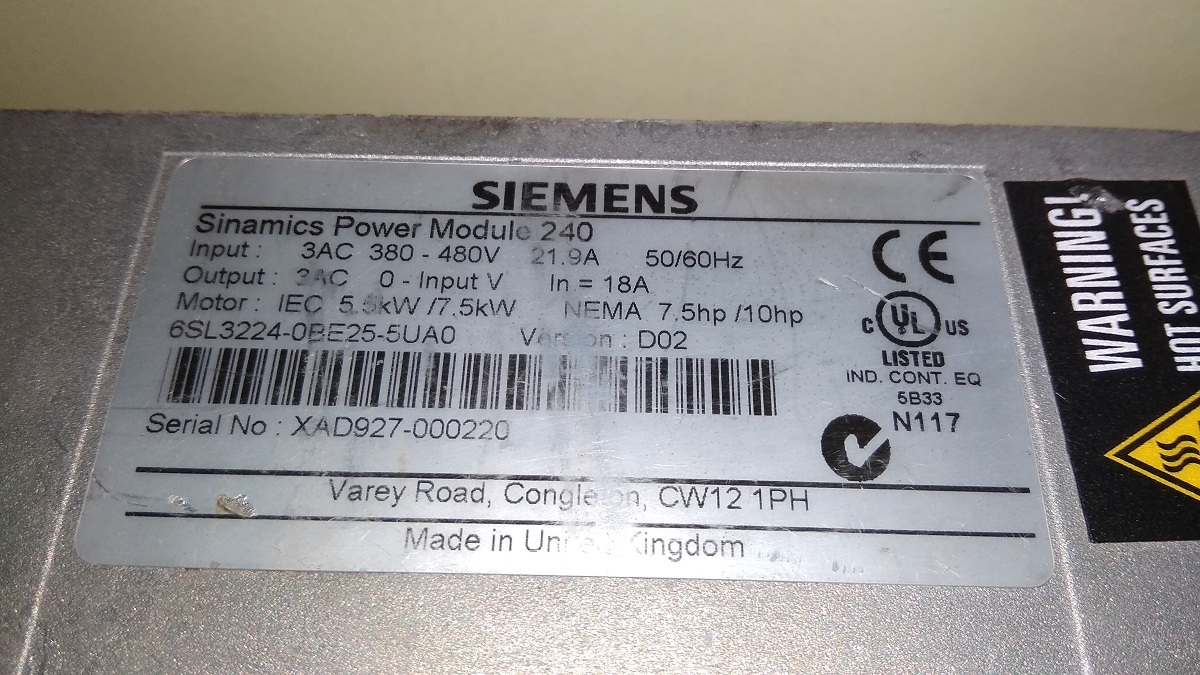 SIEMENS
Sinamics Power Module 240
Input : 3AC 380 - 480V 21.9A 50/60Hz
Output : 3AC 0 - Input V In = 18A
Motor : IEC 5.5kW /7.5kW NEMA 7.5hp /10hp
6SL3224-0BE25-5UA0 Version : D02
Serial No : XAD927-000220
CE
C UL US
LISTED
IND. CONT. EQ
5B33
N117
Varey Road, Congleton, CW12 1PH
Made in United Kingdom
WARNING!
HOT SURFACES